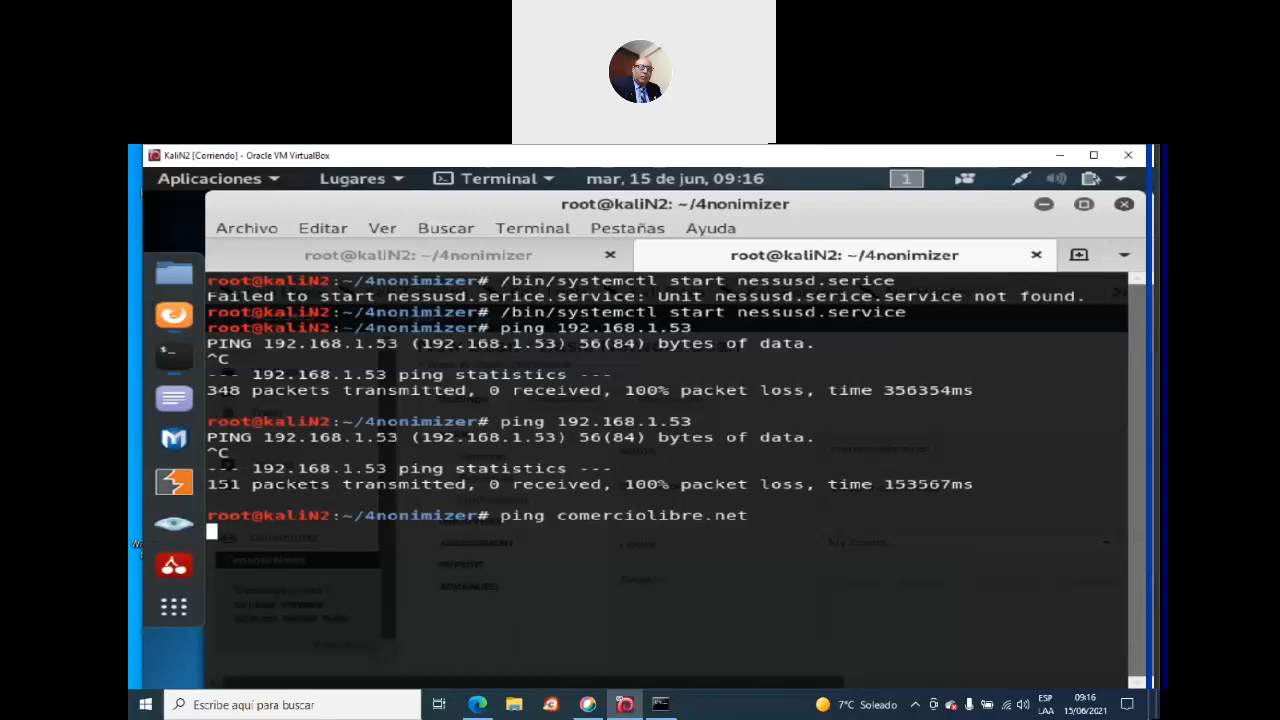 KaliN2 [Corriendo] - Oracle VM VirtualBox
Aplicaciones Lugares Terminal mar, 15 de jun, 09:16 1
root@kaliN2: ~/4nonimizer
Archivo Editar Ver Buscar Terminal Pestañas Ayuda
root@kaliN2: ~/4nonimizer root@kaliN2: ~/4nonimizer
root@kaliN2:~/4nonimizer# /bin/systemctl start nessusd.serice
Failed to start nessusd.serice.service: Unit nessusd.serice.service not found.
root@kaliN2:~/4nonimizer# /bin/systemctl start nessusd.service
root@kaliN2:~/4nonimizer# ping 192.168.1.53
PING 192.168.1.53 (192.168.1.53) 56(84) bytes of data.
^C
--- 192.168.1.53 ping statistics ---
348 packets transmitted, 0 received, 100% packet loss, time 356354ms
root@kaliN2:~/4nonimizer# ping 192.168.1.53
PING 192.168.1.53 (192.168.1.53) 56(84) bytes of data.
^C
--- 192.168.1.53 ping statistics ---
151 packets transmitted, 0 received, 100% packet loss, time 153567ms
root@kaliN2:~/4nonimizer# ping comerciolibre.net
Escribe aquí para buscar
7°C Soleado
ESP
LAA
09:16
15/06/2021